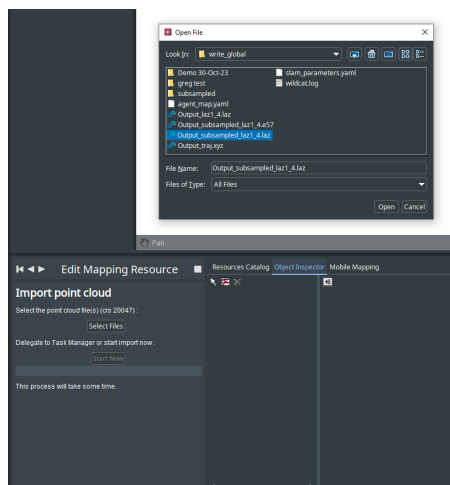 Open File
Look In: write_global
Demo 30-Oct-23
greg test
subsampled
agent_map.yaml
Output_laz1_4.laz
Output_subsampled_laz1_4.e57
Output_subsampled_laz1_4.laz
Output_traj.xyz
slam_parameters.yaml
wildcat.log
File Name: Output_subsampled_laz1_4.laz
Files of Type: All Files
Open Cancel
Pan
Edit Mapping Resource
Import point cloud
Select the point cloud file(s) (crs 20047) :
Select Files
Delegate to Task Manager or start import now :
Start Now
This process will take some time.
Resources Catalog Object Inspector Mobile Mapping